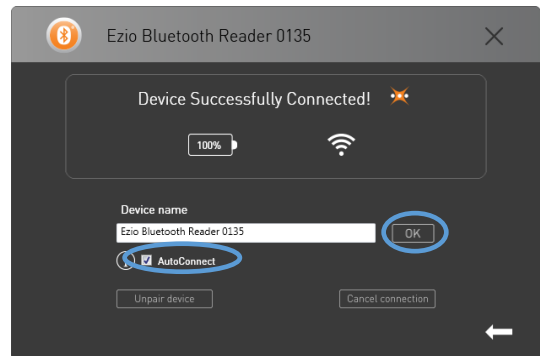 Ezio Bluetooth Reader 0135
Device Successfully Connected!
100%
Device name
Ezio Bluetooth Reader 0135
OK
AutoConnect
Unpair device
Cancel connection